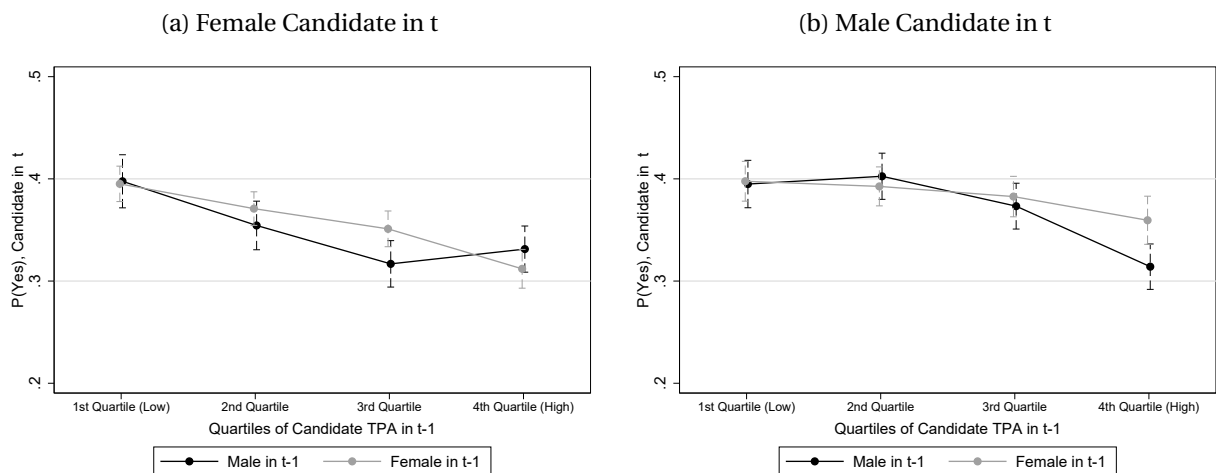 (a) Female Candidate in t
P(Yes), Candidate in t
.5
.4
.3
.2
1st Quartile (Low) 2nd Quartile 3rd Quartile 4th Quartile (High)
Quartiles of Candidate TPA in t-1
Male in t-1 Female in t-1
(b) Male Candidate in t
P(Yes), Candidate in t
.5
.4
.3
.2
1st Quartile (Low) 2nd Quartile 3rd Quartile 4th Quartile (High)
Quartiles of Candidate TPA in t-1
Male in t-1 Female in t-1